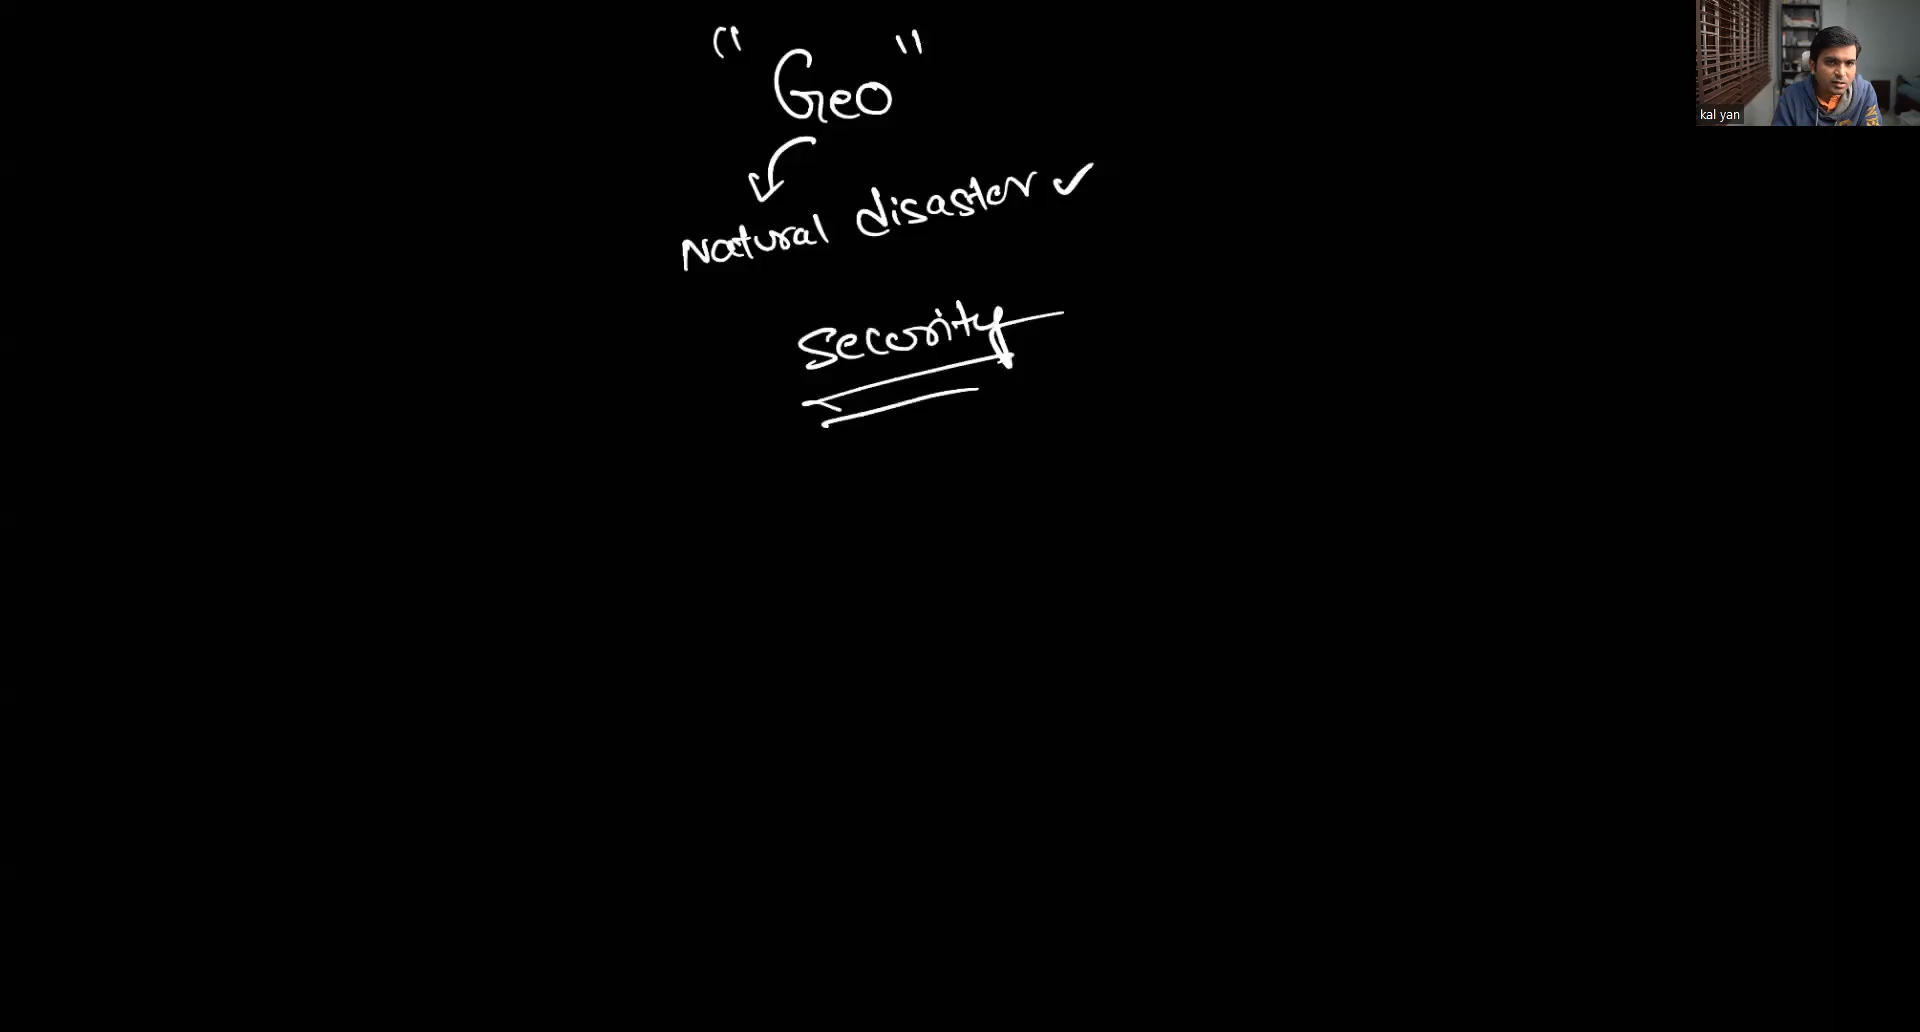 "Geo"
Natural disaster ✓
Security
kal yan